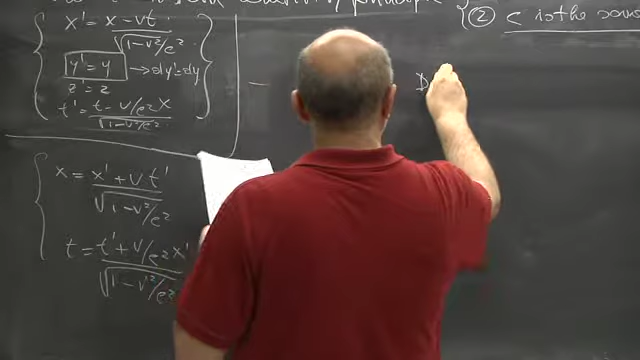 ② c is the
x' = x - vt / √1-v²/c²
y' = y → dy' = dy
z' = z
t' = t - v/c² x / √1-v²/c²
x = x' + vt' / √1-v²/c²
t = t' + v/c² x' / √1-v²/c²
D